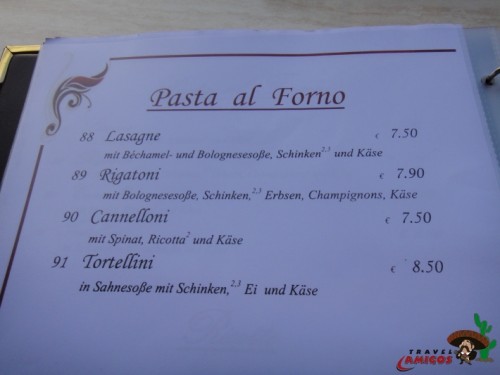 Pasta al Forno
88 Lasagne € 7.50
mit Béchamel- und Bolognesesoße, Schinken2,3 und Käse
89 Rigatoni € 7.90
mit Bolognesesoße, Schinken,2,3 Erbsen, Champignons, Käse
90 Cannelloni € 7.50
mit Spinat, Ricotta2 und Käse
91 Tortellini € 8.50
in Sahnesoße mit Schinken,2,3 Ei und Käse
TRAVEL
AMIGOS